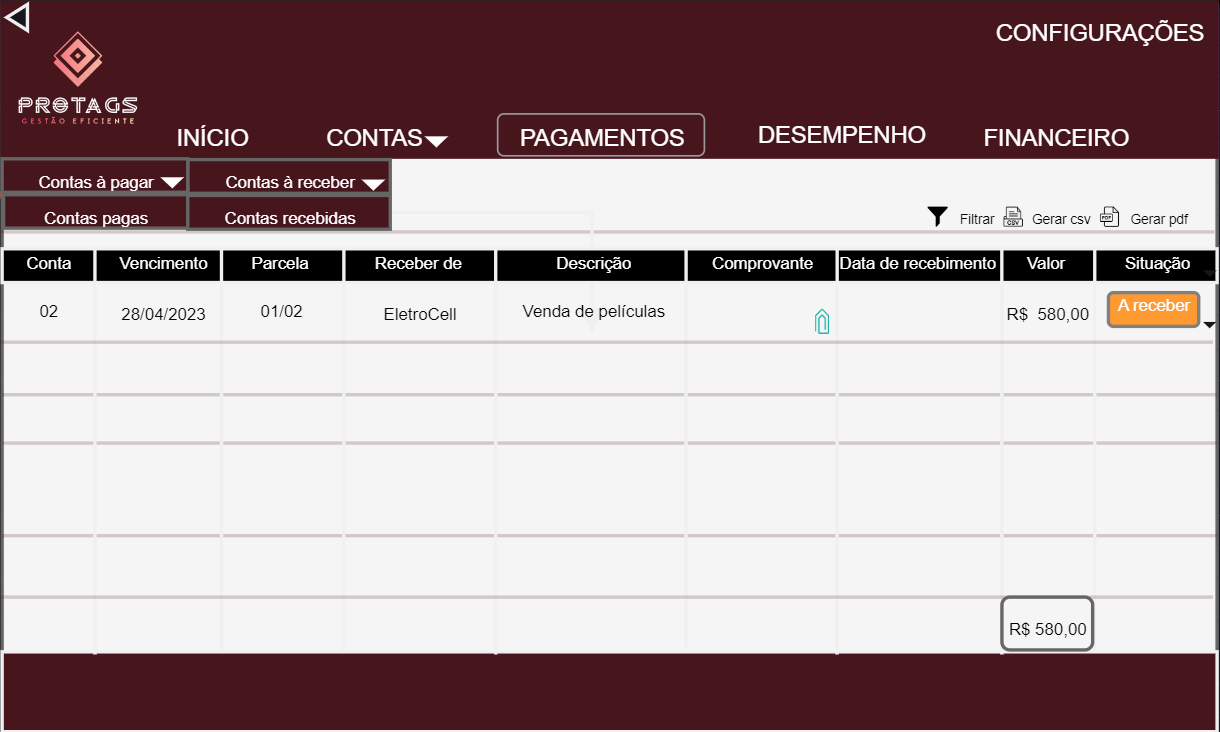 CONFIGURAÇÕES
PROTAGS
GESTÃO EFICIENTE
INÍCIO CONTAS PAGAMENTOS DESEMPENHO FINANCEIRO
Contas à pagar Contas à receber
Contas pagas Contas recebidas
Filtrar CSV Gerar csv PDF Gerar pdf
Conta Vencimento Parcela Receber de Descrição Comprovante Data de recebimento Valor Situação
02 28/04/2023 01/02 EletroCell Venda de películas R$ 580,00 A receber
R$ 580,00